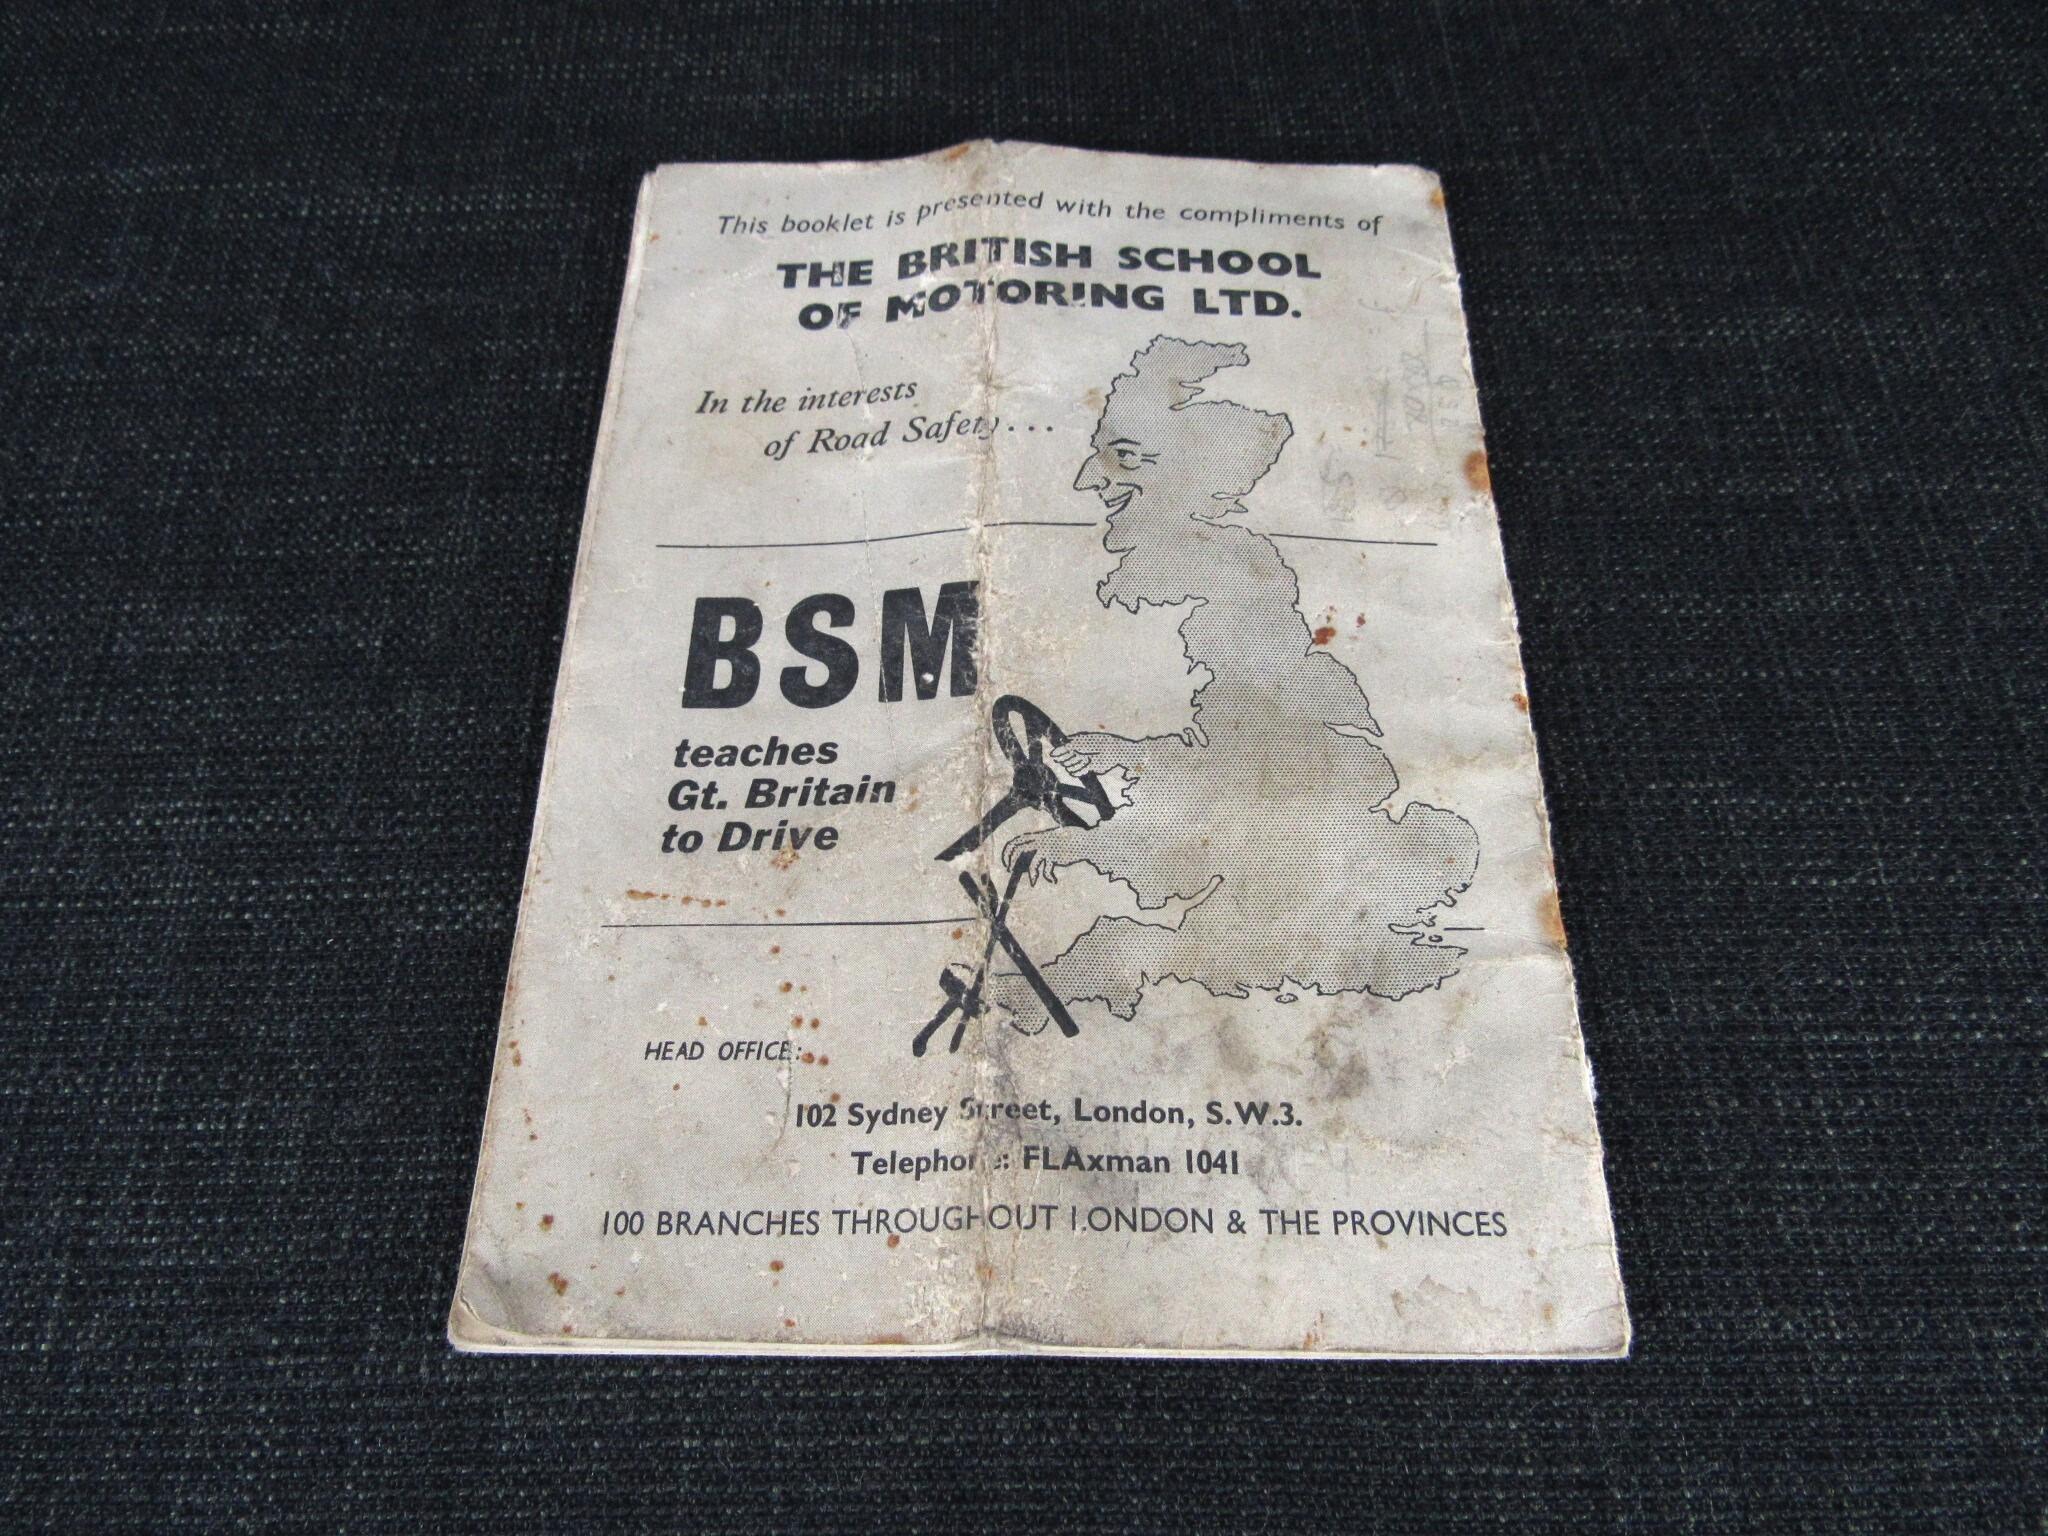 This booklet is presented with the compliments of
THE BRITISH SCHOOL
OF MOTORING LTD.
In the interests
of Road Safety...
BSM
teaches
Gt. Britain
to Drive
HEAD OFFICE:
102 Sydney Street, London, S.W.3.
Telephone: FLAxman 1041
100 BRANCHES THROUGHOUT LONDON & THE PROVINCES